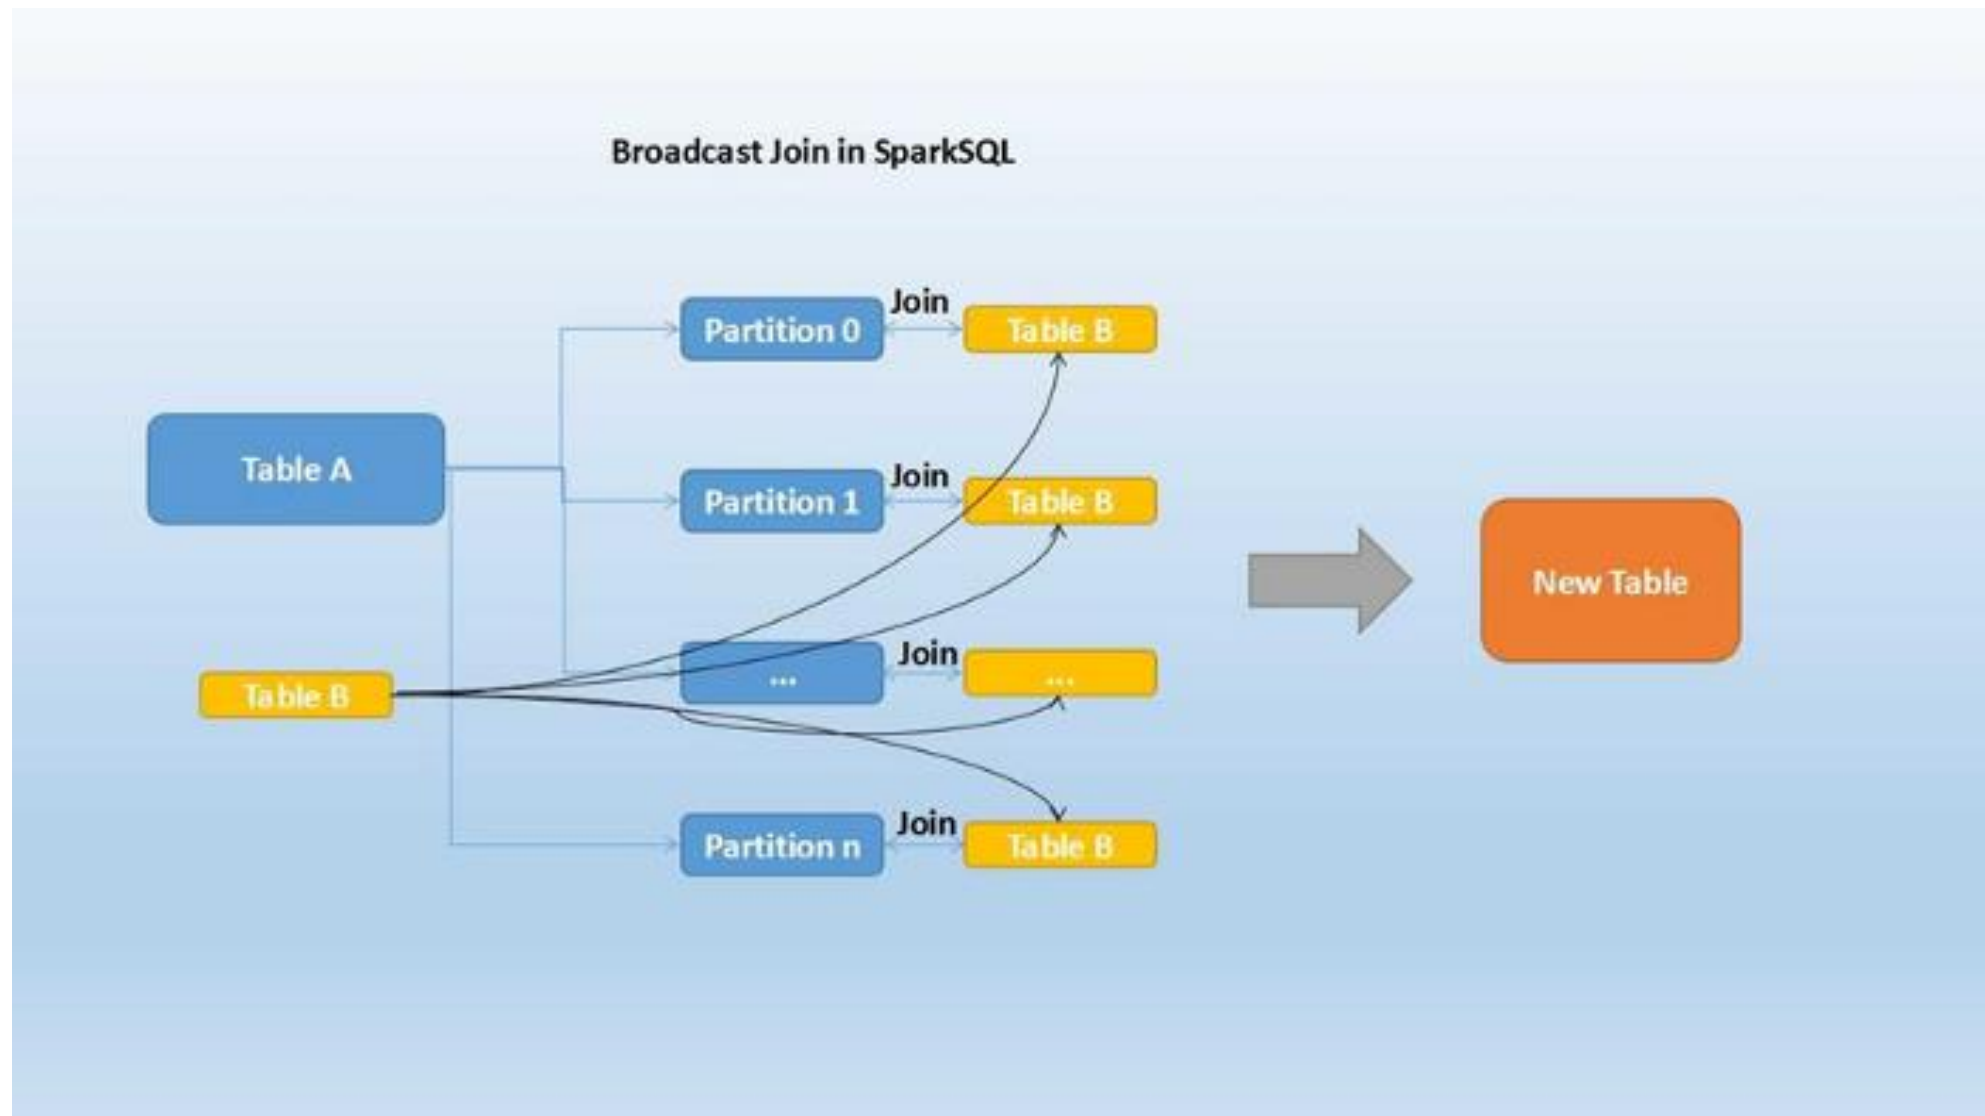 Broadcast Join in SparkSQL
Partition 0
Join
Table B
Table A
Partition 1
Join
Table B
New Table
Table B
...
Join
...
Partition n
Join
Table B